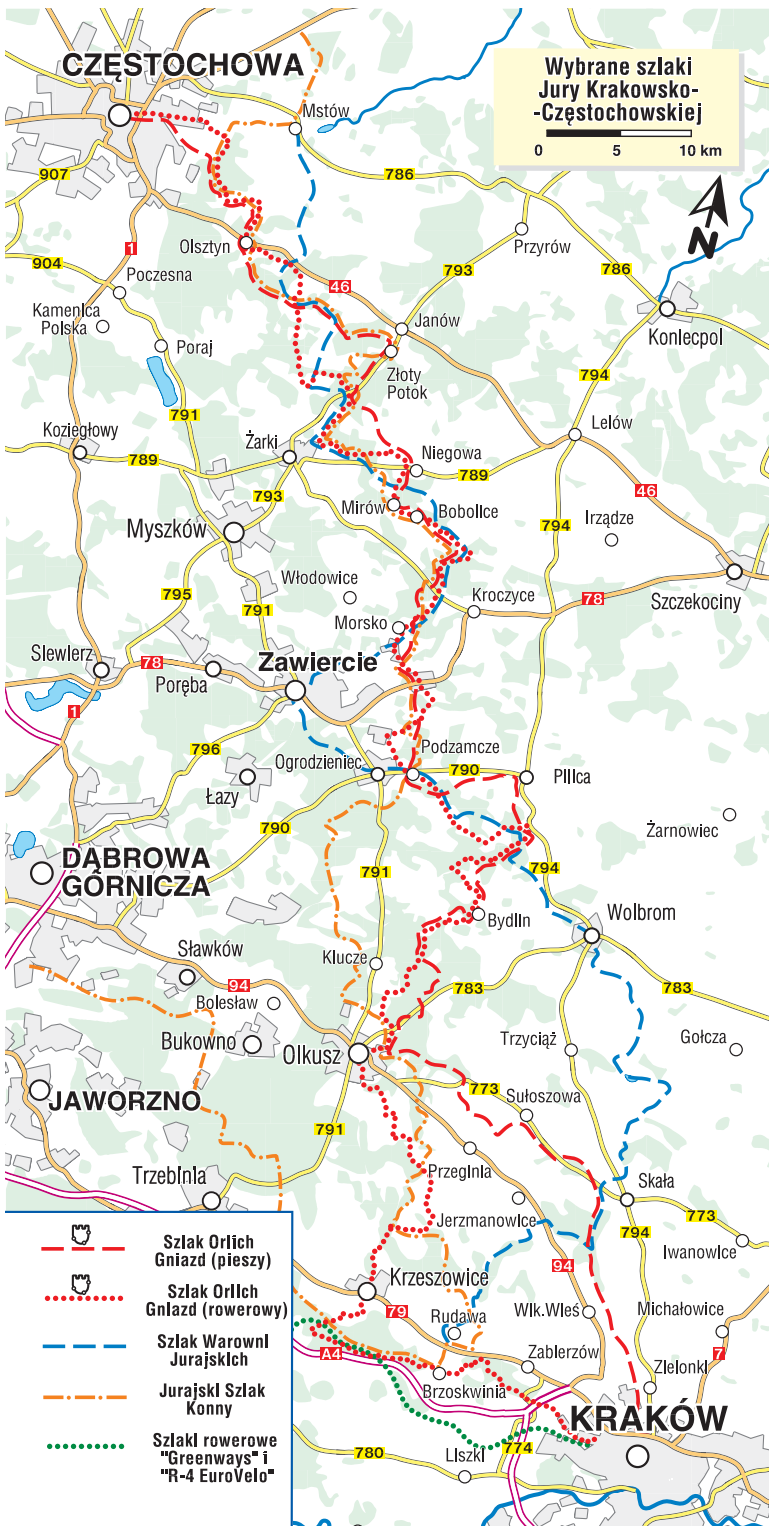 CZĘSTOCHOWA
Wybrane szlaki
Jury Krakowsko-
-Częstochowskiej
0 5 10 km
N
Mstów
907
786
Olsztyn
Przyrów
1
904
793
786
Poczesna
46
Kamenica
Polska
Janów
Konlecpol
Poraj
Złoty
Potok
794
791
Koziegłowy
Lelów
Żarki
789
Niegowa
789
793
46
Mirów
Bobolice
Irządze
Myszków
794
Włodowice
795
791
Kroczyce
78
Szczekociny
Morsko
Slewlerz
78
Zawiercie
Poręba
1
796
Ogrodzieniec
Podzamcze
790
Pilica
Łazy
Żarnowiec
790
DĄBROWA
GÓRNICZA
791
794
Bydlin
Wolbrom
Sławków
Klucze
94
783
783
Bolesław
Bukowno
Olkusz
Trzyciąż
Gołcza
JAWORZNO
773
Sułoszowa
791
Przeginia
Trzebinia
Skała
Jerzmanowice
773
794
Iwanowice
94
Krzeszowice
Michałowice
79
Rudawa
Wlk.Wieś
7
A4
Zabierzów
Zielonki
Brzoskwinia
KRAKÓW
780
Liszki
774
Szlak Orlich
Gniazd (pieszy)
Szlak Orlich
Gniazd (rowerowy)
Szlak Warowni
Jurajskich
Jurajski Szlak
Konny
Szlaki rowerowe
"Greenways" i
"R-4 EuroVelo"